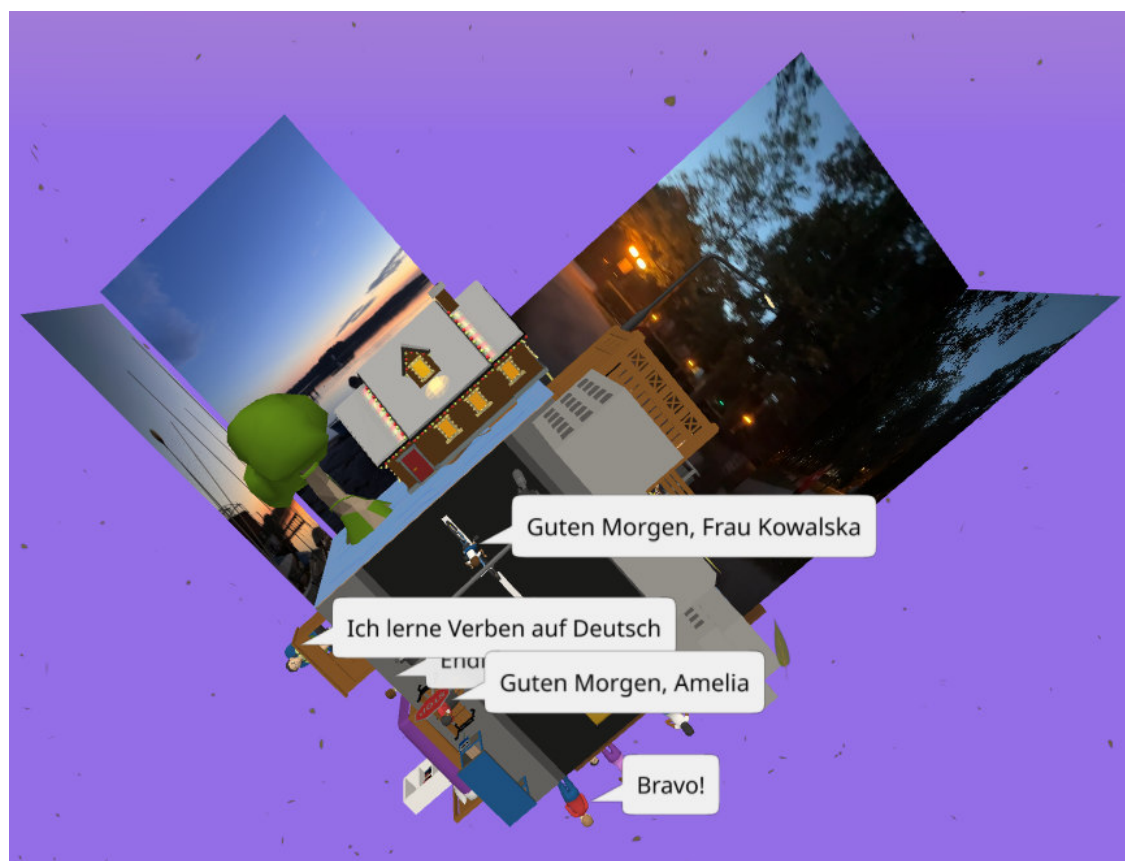 Guten Morgen, Frau Kowalska
Ich lerne Verben auf Deutsch
Guten Morgen, Amelia
Bravo!